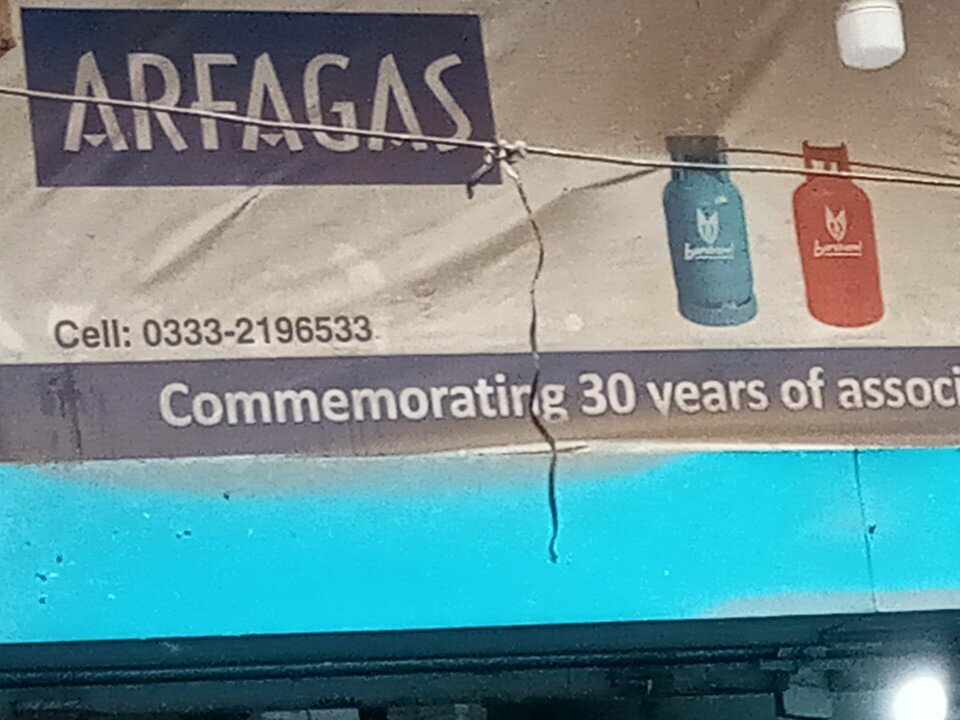 ARFAGAS
Cell: 0333-2196533
Commemorating 30 years of associ